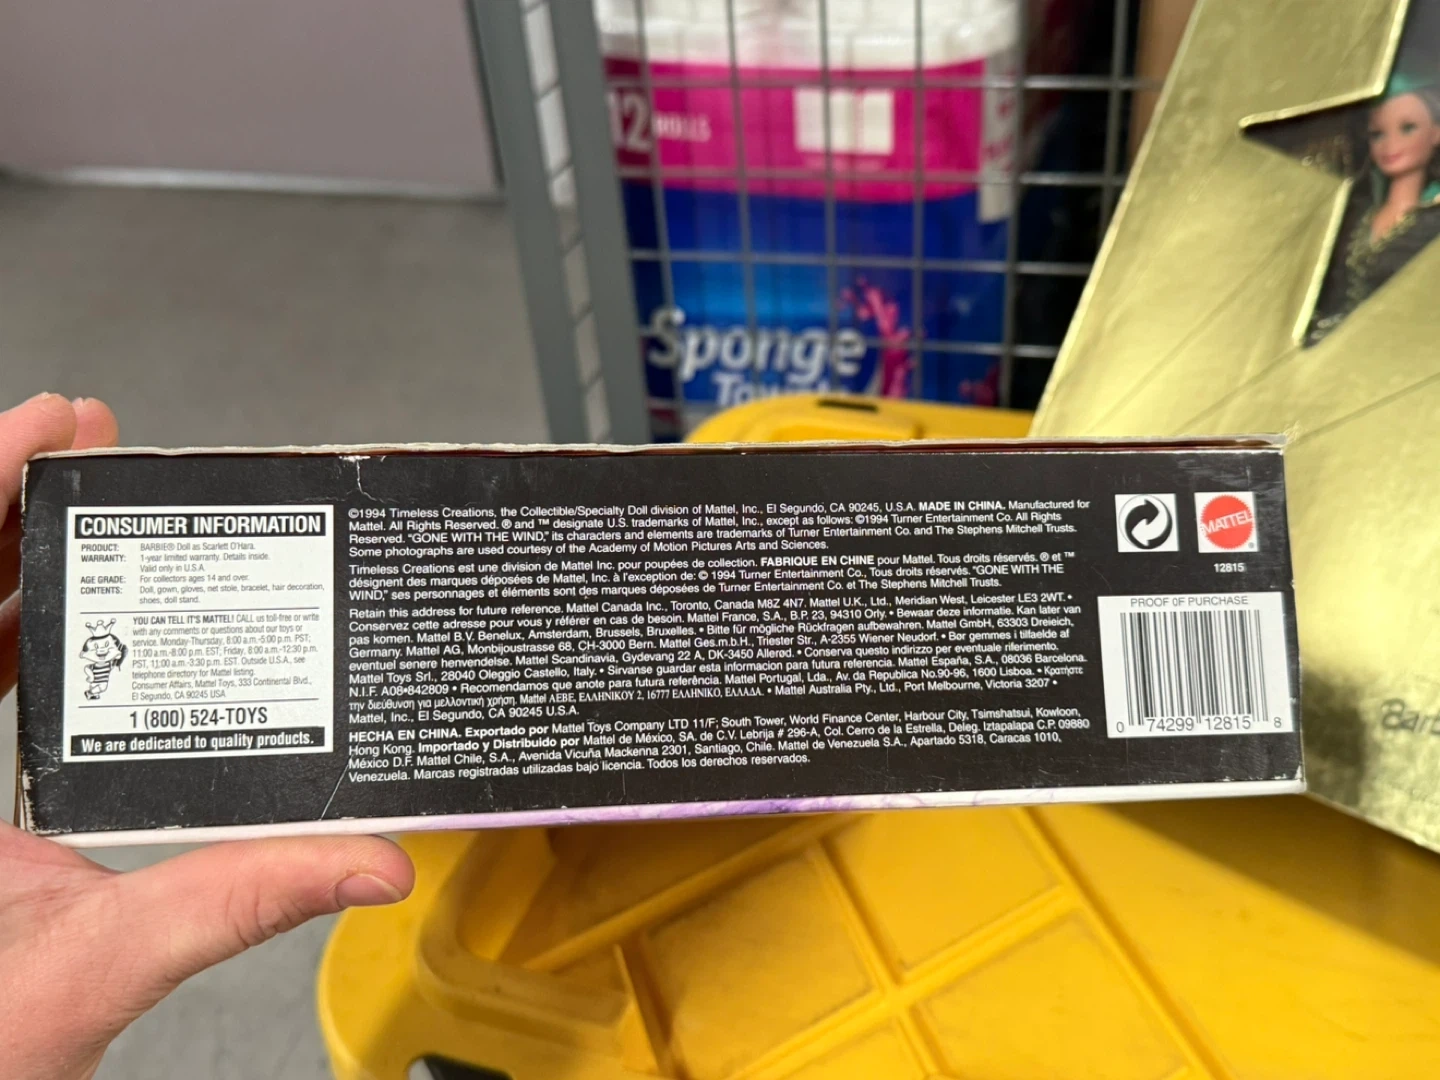 12 ROLLS
Sponge
Barb
CONSUMER INFORMATION
PRODUCT: BARBIE® Doll as Scarlett O'Hara.
WARRANTY: 1-year limited warranty. Details inside.
Valid only in U.S.A.
AGE GRADE: For collectors ages 14 and over.
CONTENTS: Doll, gown, gloves, net stole, bracelet, hair decoration,
shoes, doll stand.
YOU CAN TELL IT'S MATTEL! CALL us toll-free or write
with any comments or questions about our toys or
service. Monday-Thursday, 8:00 a.m.-5:00 p.m. PST;
11:00 a.m.-8:00 p.m. EST; Friday, 8:00 a.m.-12:30 p.m.
PST, 11:00 a.m.-3:30 p.m. EST. Outside U.S.A., see
telephone directory for Mattel listing.
Consumer Affairs, Mattel Toys, 333 Continental Blvd.,
El Segundo, CA 90245 USA
1 (800) 524-TOYS
We are dedicated to quality products.
©1994 Timeless Creations, the Collectible/Specialty Doll division of Mattel, Inc., El Segundo, CA 90245, U.S.A. MADE IN CHINA. Manufactured for
Mattel. All Rights Reserved. ® and ™ designate U.S. trademarks of Mattel, Inc., except as follows: ©1994 Turner Entertainment Co. All Rights
Reserved. "GONE WITH THE WIND," its characters and elements are trademarks of Turner Entertainment Co. and The Stephens Mitchell Trusts.
Some photographs are used courtesy of the Academy of Motion Pictures Arts and Sciences.
Timeless Creations est une division de Mattel Inc. pour poupées de collection. FABRIQUE EN CHINE pour Mattel. Tous droits réservés. ® et ™
désignent des marques déposées de Mattel, Inc. à l'exception de: © 1994 Turner Entertainment Co., Tous droits réservés. "GONE WITH THE
WIND," ses personnages et éléments sont des marques déposées de Turner Entertainment Co. et The Stephens Mitchell Trusts.
Retain this address for future reference. Mattel Canada Inc., Toronto, Canada M8Z 4N7. Mattel U.K., Ltd., Meridian West, Leicester LE3 2WT. •
Conservez cette adresse pour vous y référer en cas de besoin. Mattel France, S.A., B.P. 23, 94310 Orly. • Bewaar deze informatie. Kan later van
pas komen. Mattel B.V. Benelux, Amsterdam, Brussels, Bruxelles. • Bitte für mögliche Rückfragen aufbewahren. Mattel GmbH, 63303 Dreieich,
Germany. Mattel AG, Monbijoustrasse 68, CH-3000 Bern. Mattel Ges.m.b.H., Triester Str., A-2355 Wiener Neudorf. • Bør gemmes i tilfælde af
eventuel senere henvendelse. Mattel Scandinavia, Gydevang 22 A, DK-3450 Allerød. • Conserva questo indirizzo per eventuale riferimento.
Mattel Toys Srl., 28040 Oleggio Castello, Italy. • Sirvanse guardar esta informacion para futura referencia. Mattel España, S.A., 08036 Barcelona.
N.I.F. A08•842809 • Recomendamos que anote para futura referência. Mattel Portugal, Lda., Av. da Republica No.90-96, 1600 Lisboa. • Κρατήστε
την διεύθυνση για μελλοντική χρήση. Mattel AEBE, ΕΛΛΗΝΙΚΟΥ 2, 16777 ΕΛΛΗΝΙΚΟ, ΕΛΛΑΔΑ. • Mattel Australia Pty., Ltd., Port Melbourne, Victoria 3207 •
Mattel, Inc., El Segundo, CA 90245 U.S.A.
HECHA EN CHINA. Exportado por Mattel Toys Company LTD 11/F; South Tower, World Finance Center, Harbour City, Tsimshatsui, Kowloon,
Hong Kong. Importado y Distribuido por Mattel de México, SA. de C.V. Lebrija # 296-A, Col. Cerro de la Estrella, Deleg. Iztapalapa C.P. 09880
México D.F. Mattel Chile, S.A., Avenida Vicuña Mackenna 2301, Santiago, Chile. Mattel de Venezuela S.A., Apartado 5318, Caracas 1010,
Venezuela. Marcas registradas utilizadas bajo licencia. Todos los derechos reservados.
MATTEL
12815
PROOF OF PURCHASE
0 74299 12815 8